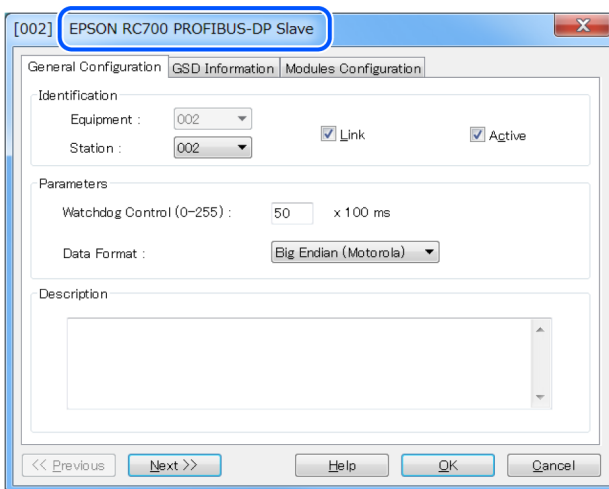 [002] EPSON RC700 PROFIBUS-DP Slave
General Configuration GSD Information Modules Configuration
Identification
Equipment : 002
Link Active
Station : 002
Parameters
Watchdog Control (0-255) : 50 x 100 ms
Data Format : Big Endian (Motorola)
Description
<< Previous Next >> Help OK Cancel